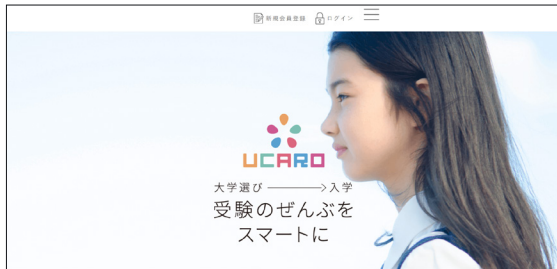 新規会員登録 ログイン
UCARO
大学選び → 入学
受験のぜんぶを
スマートに